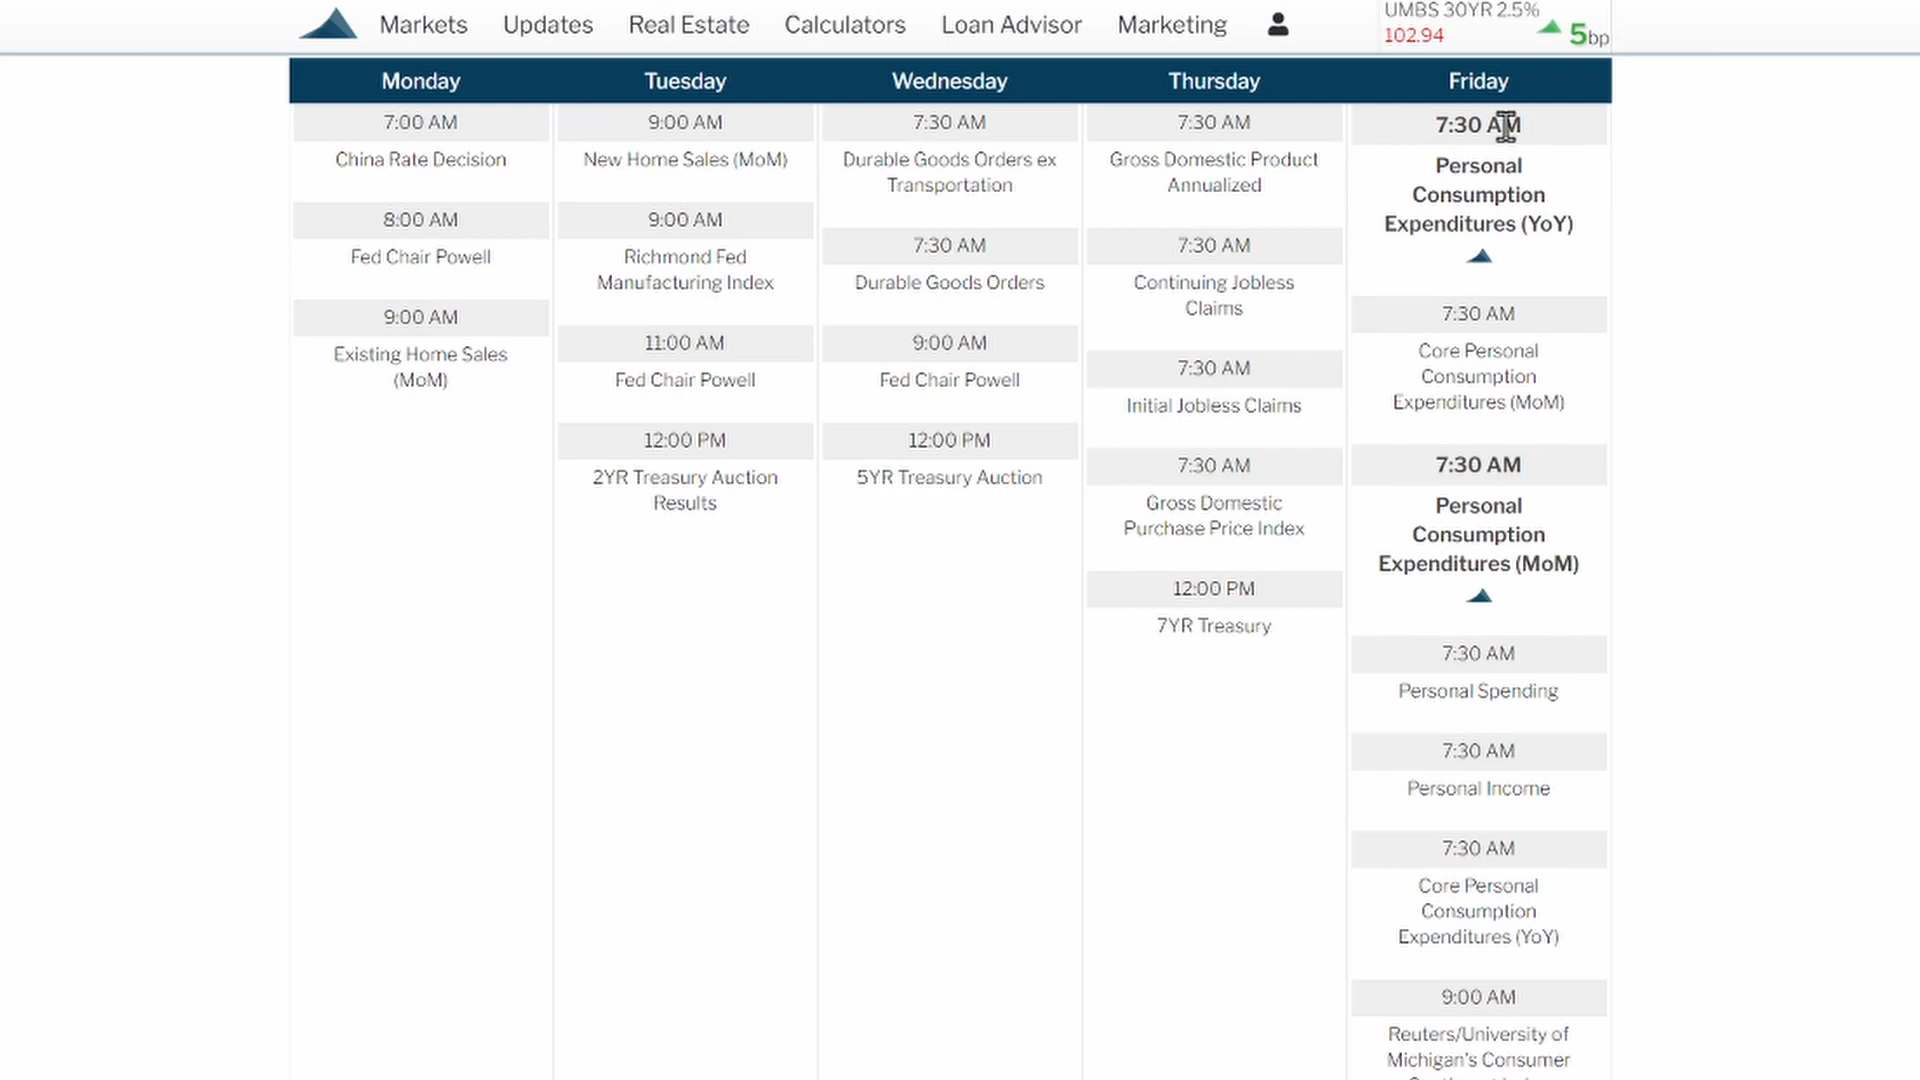 Markets Updates Real Estate Calculators Loan Advisor Marketing
UMBS 30YR 2.5%
102.94 5bp
Monday Tuesday Wednesday Thursday Friday
7:00 AM
China Rate Decision
8:00 AM
Fed Chair Powell
9:00 AM
Existing Home Sales
(MoM)
9:00 AM
New Home Sales (MoM)
9:00 AM
Richmond Fed
Manufacturing Index
11:00 AM
Fed Chair Powell
12:00 PM
2YR Treasury Auction
Results
7:30 AM
Durable Goods Orders ex
Transportation
7:30 AM
Durable Goods Orders
9:00 AM
Fed Chair Powell
12:00 PM
5YR Treasury Auction
7:30 AM
Gross Domestic Product
Annualized
7:30 AM
Continuing Jobless
Claims
7:30 AM
Initial Jobless Claims
7:30 AM
Gross Domestic
Purchase Price Index
12:00 PM
7YR Treasury
7:30 AM
Personal
Consumption
Expenditures (YoY)
7:30 AM
Core Personal
Consumption
Expenditures (MoM)
7:30 AM
Personal
Consumption
Expenditures (MoM)
7:30 AM
Personal Spending
7:30 AM
Personal Income
7:30 AM
Core Personal
Consumption
Expenditures (YoY)
9:00 AM
Reuters/University of
Michigan's Consumer